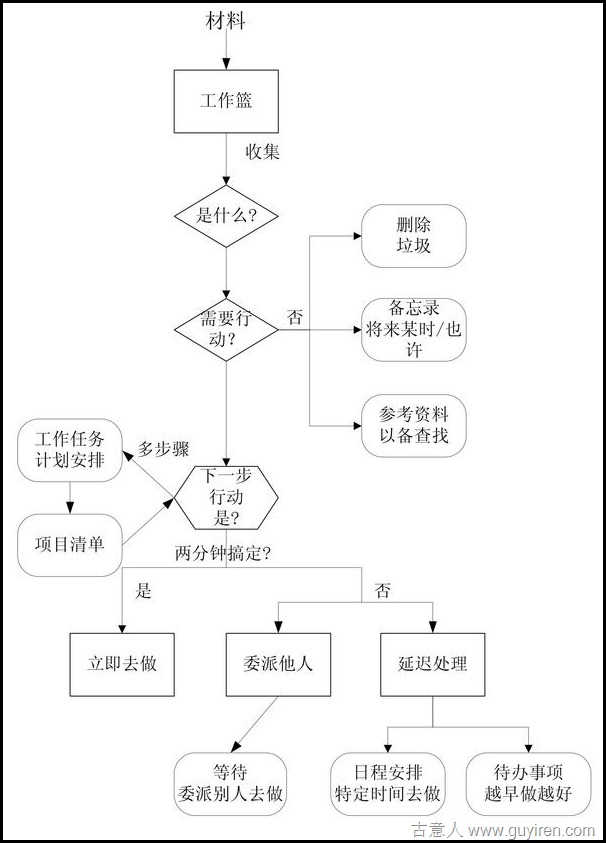 材料
工作篮
收集
是什么?
删除
垃圾
需要行
动?
否
备忘录
将来某时/也
许
参考资料
以备查找
工作任务
计划安排
多步骤
下一步
行动
是?
项目清单
两分钟搞定?
是
否
立即去做
委派他人
延迟处理
等待
委派别人去做
日程安排
特定时间去做
待办事项
越早做越好
古意人 www.guyiren.com